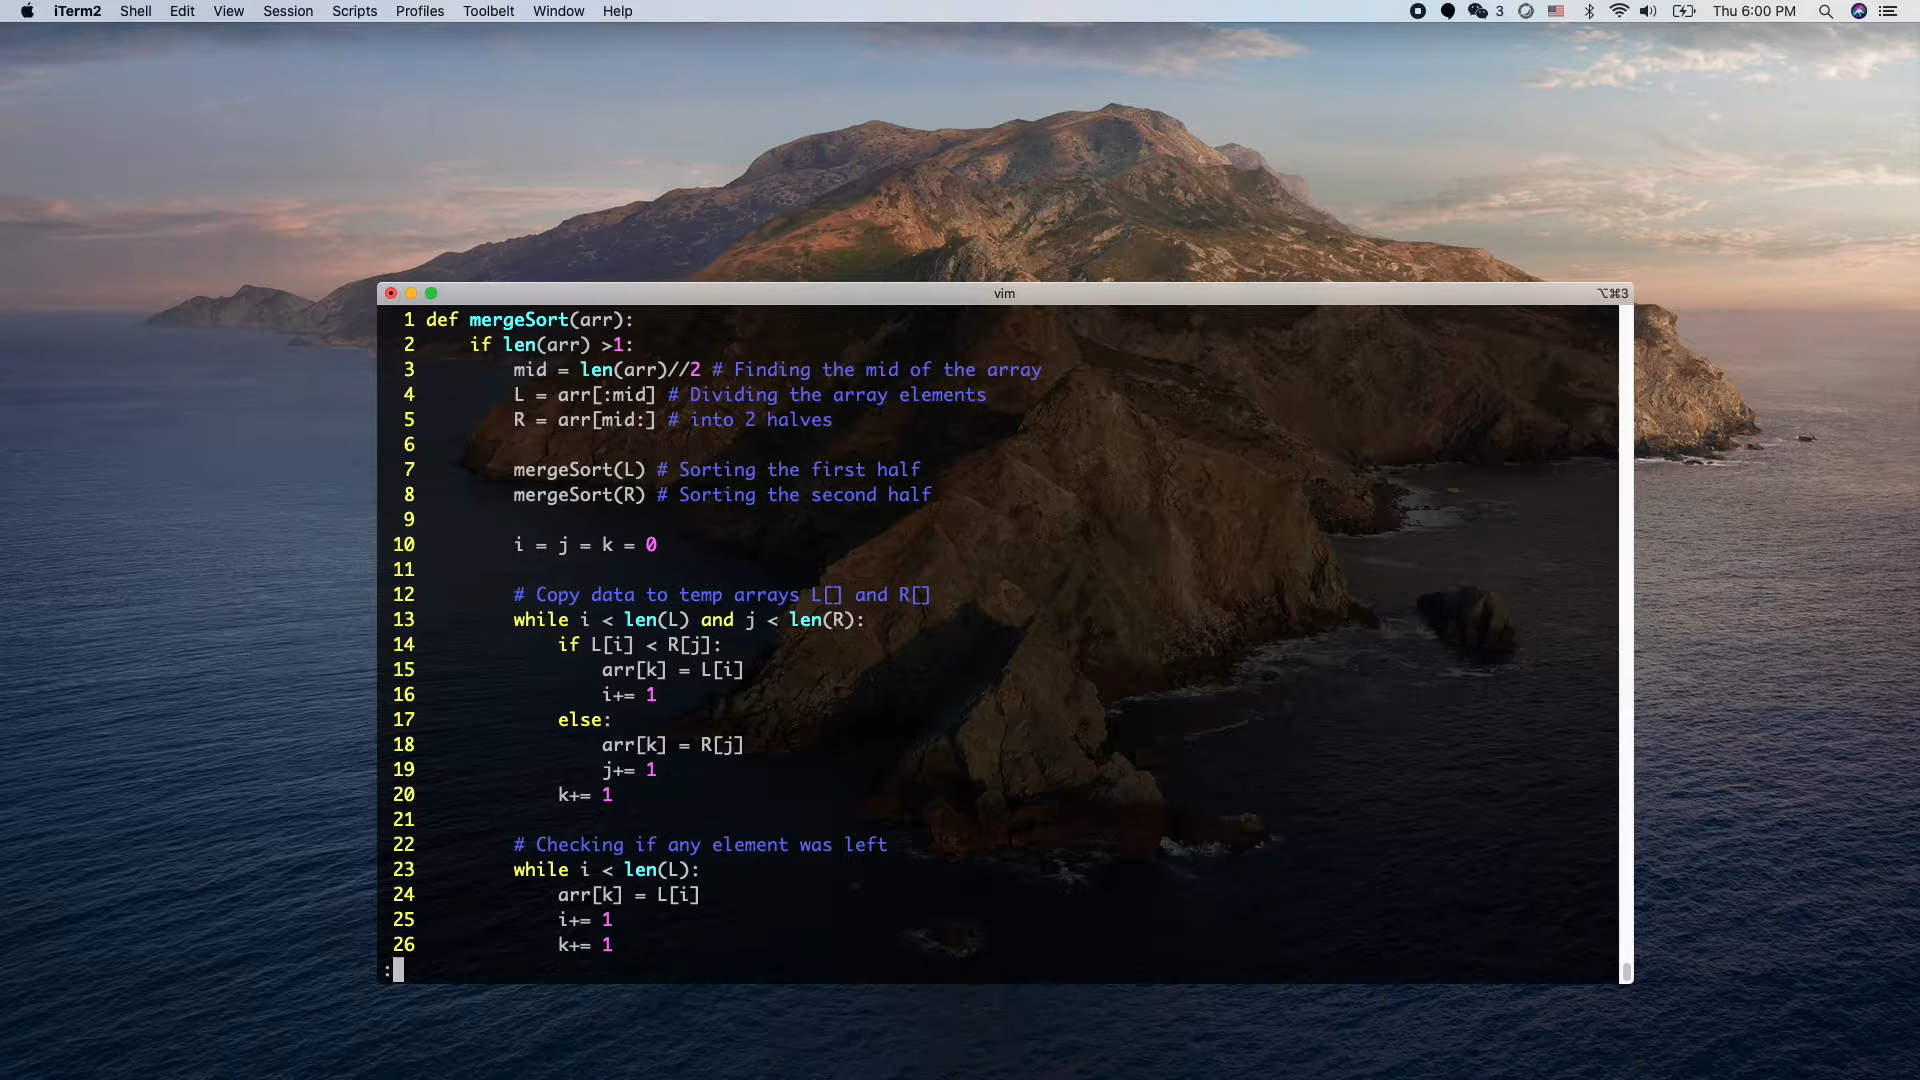 iTerm2 Shell Edit View Session Scripts Profiles Toolbelt Window Help 3 Thu 6:00 PM
vim ⌥⌘3
1 def mergeSort(arr):
2     if len(arr) >1:
3         mid = len(arr)//2 # Finding the mid of the array
4         L = arr[:mid] # Dividing the array elements
5         R = arr[mid:] # into 2 halves
6
7         mergeSort(L) # Sorting the first half
8         mergeSort(R) # Sorting the second half
9
10         i = j = k = 0
11
12         # Copy data to temp arrays L[] and R[]
13         while i < len(L) and j < len(R):
14             if L[i] < R[j]:
15                 arr[k] = L[i]
16                 i+= 1
17             else:
18                 arr[k] = R[j]
19                 j+= 1
20             k+= 1
21
22         # Checking if any element was left
23         while i < len(L):
24             arr[k] = L[i]
25             i+= 1
26             k+= 1
: